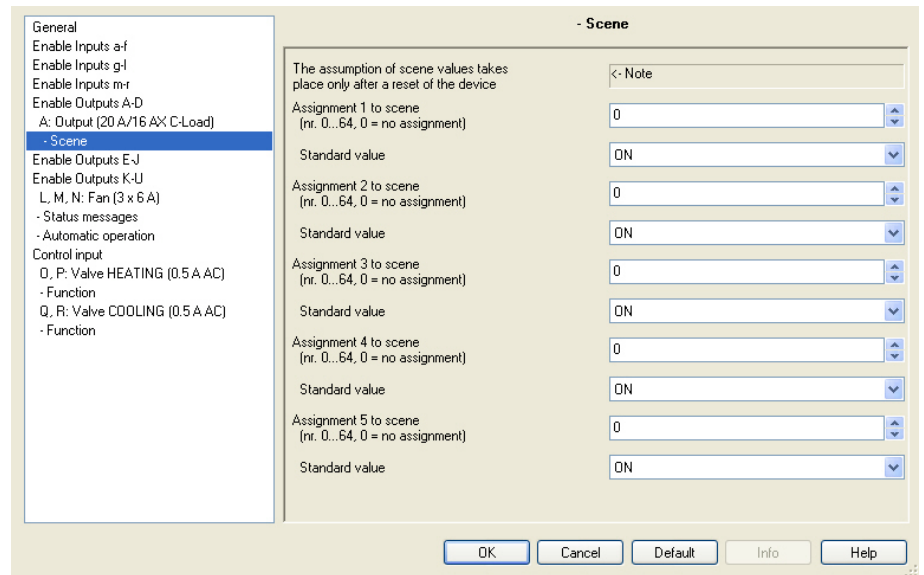 General
Enable Inputs a-f
Enable Inputs g-l
Enable Inputs m-r
Enable Outputs A-D
A: Output (20 A/16 AX C-Load)
- Scene
Enable Outputs E-J
Enable Outputs K-U
L, M, N: Fan (3 x 6 A)
- Status messages
- Automatic operation
Control input
O, P: Valve HEATING (0.5 A AC)
- Function
Q, R: Valve COOLING (0.5 A AC)
- Function
- Scene
The assumption of scene values takes
place only after a reset of the device
<- Note
Assignment 1 to scene
(nr. 0...64, 0 = no assignment)
0
Standard value
ON
Assignment 2 to scene
(nr. 0...64, 0 = no assignment)
0
Standard value
ON
Assignment 3 to scene
(nr. 0...64, 0 = no assignment)
0
Standard value
ON
Assignment 4 to scene
(nr. 0...64, 0 = no assignment)
0
Standard value
ON
Assignment 5 to scene
(nr. 0...64, 0 = no assignment)
0
Standard value
ON
OK
Cancel
Default
Info
Help